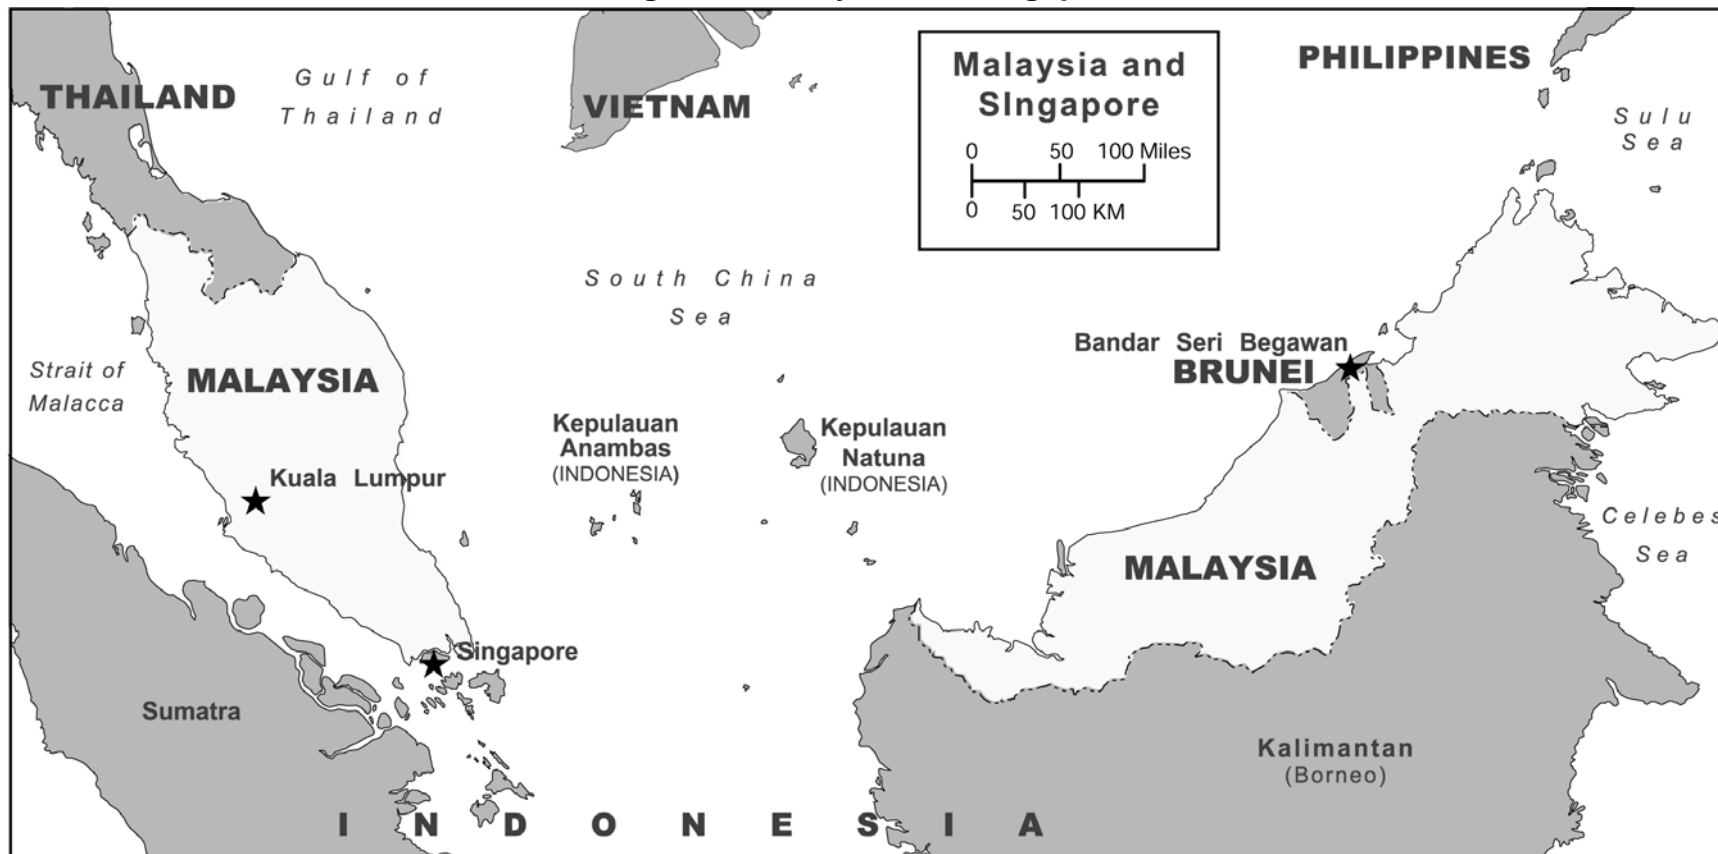 THAILAND
Gulf of
Thailand
VIETNAM
Malaysia and
SIngapore
0 50 100 Miles
0 50 100 KM
PHILIPPINES
Sulu
Sea
South China
Sea
Strait of
Malacca
MALAYSIA
Bandar Seri Begawan
BRUNEI
Kepulauan
Anambas
(INDONESIA)
Kepulauan
Natuna
(INDONESIA)
Kuala Lumpur
Celebes
Sea
MALAYSIA
Singapore
Sumatra
Kalimantan
(Borneo)
INDONESIA